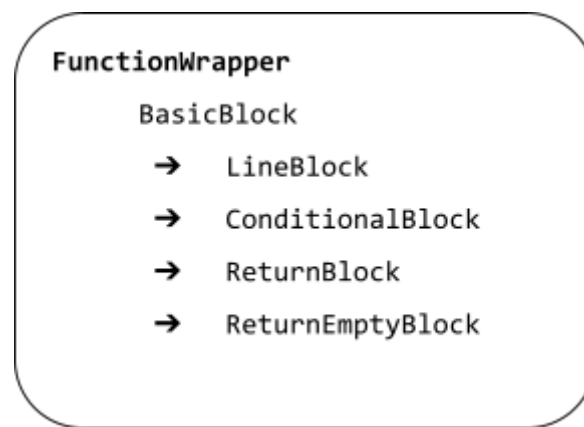 FunctionWrapper
BasicBlock
➔ LineBlock
➔ ConditionalBlock
➔ ReturnBlock
➔ ReturnEmptyBlock